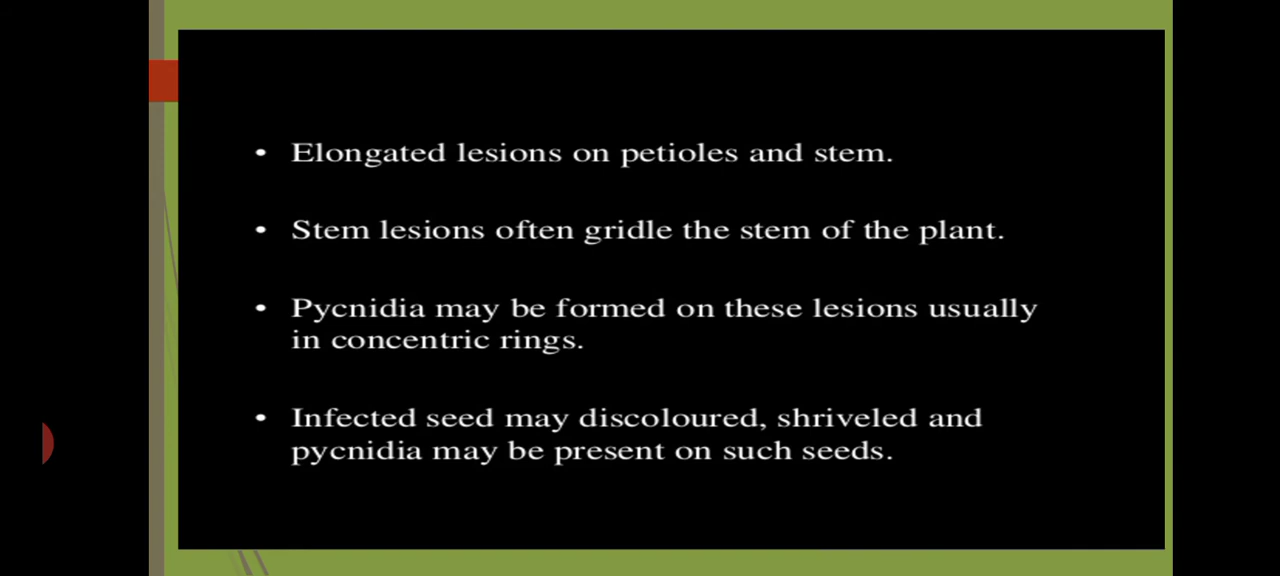 • Elongated lesions on petioles and stem.
• Stem lesions often gridle the stem of the plant.
• Pycnidia may be formed on these lesions usually
in concentric rings.
• Infected seed may discoloured, shriveled and
pycnidia may be present on such seeds.